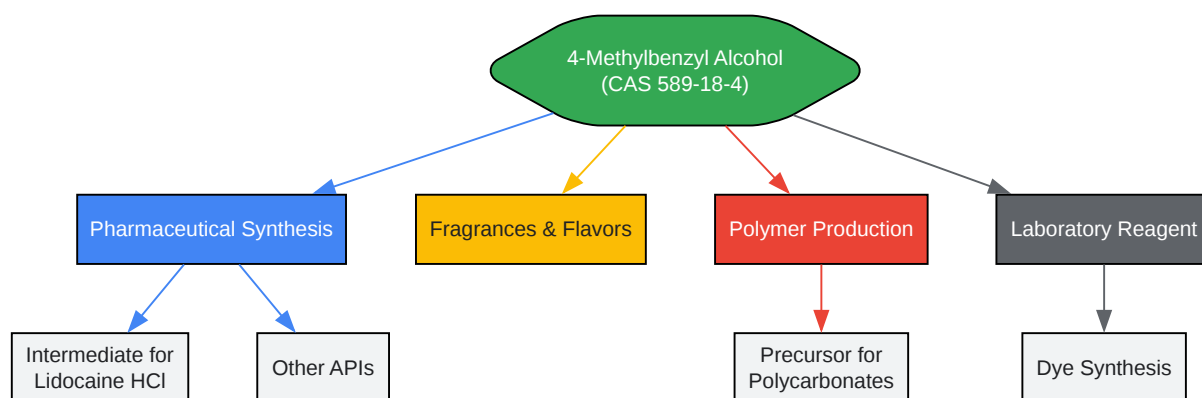 4-Methylbenzyl Alcohol
(CAS 589-18-4)
Pharmaceutical Synthesis
Fragrances & Flavors
Polymer Production
Laboratory Reagent
Intermediate for
Lidocaine HCl
Other APIs
Precursor for
Polycarbonates
Dye Synthesis